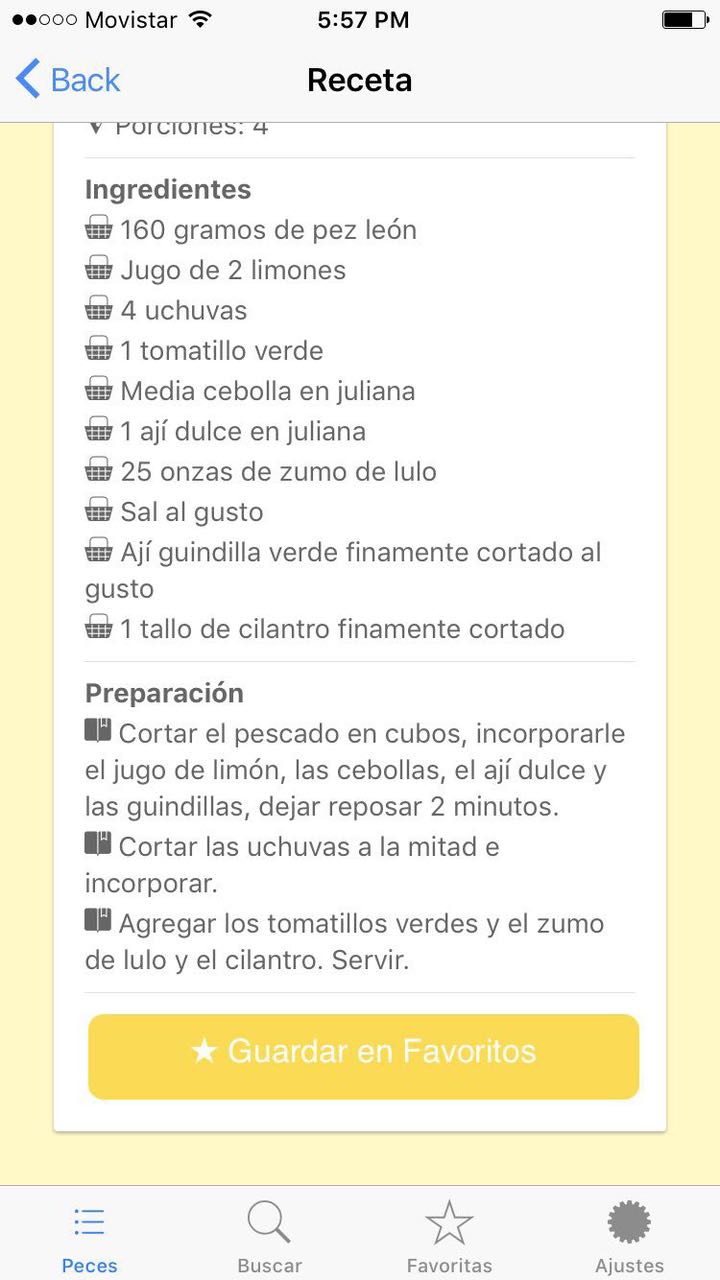 Movistar
5:57 PM
Back
Receta
Porciones: 4
Ingredientes
160 gramos de pez león
Jugo de 2 limones
4 uchuvas
1 tomatillo verde
Media cebolla en juliana
1 ají dulce en juliana
25 onzas de zumo de lulo
Sal al gusto
Ají guindilla verde finamente cortado al
gusto
1 tallo de cilantro finamente cortado
Preparación
Cortar el pescado en cubos, incorporarle
el jugo de limón, las cebollas, el ají dulce y
las guindillas, dejar reposar 2 minutos.
Cortar las uchuvas a la mitad e
incorporar.
Agregar los tomatillos verdes y el zumo
de lulo y el cilantro. Servir.
★ Guardar en Favoritos
Peces
Buscar
Favoritas
Ajustes